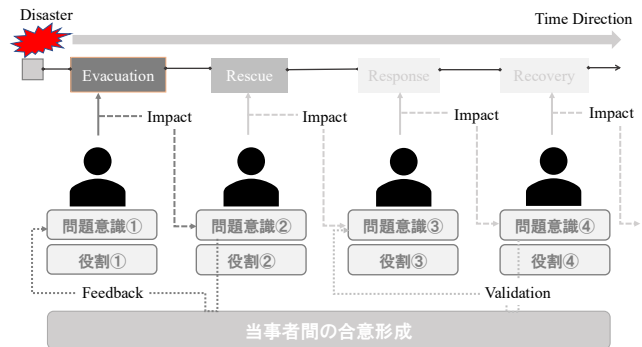 Disaster
Time Direction
Evacuation
Rescue
Response
Recovery
Impact
Impact
Impact
Impact
問題意識①
問題意識②
問題意識③
問題意識④
役割①
役割②
役割③
役割④
Feedback
Validation
当事者間の合意形成